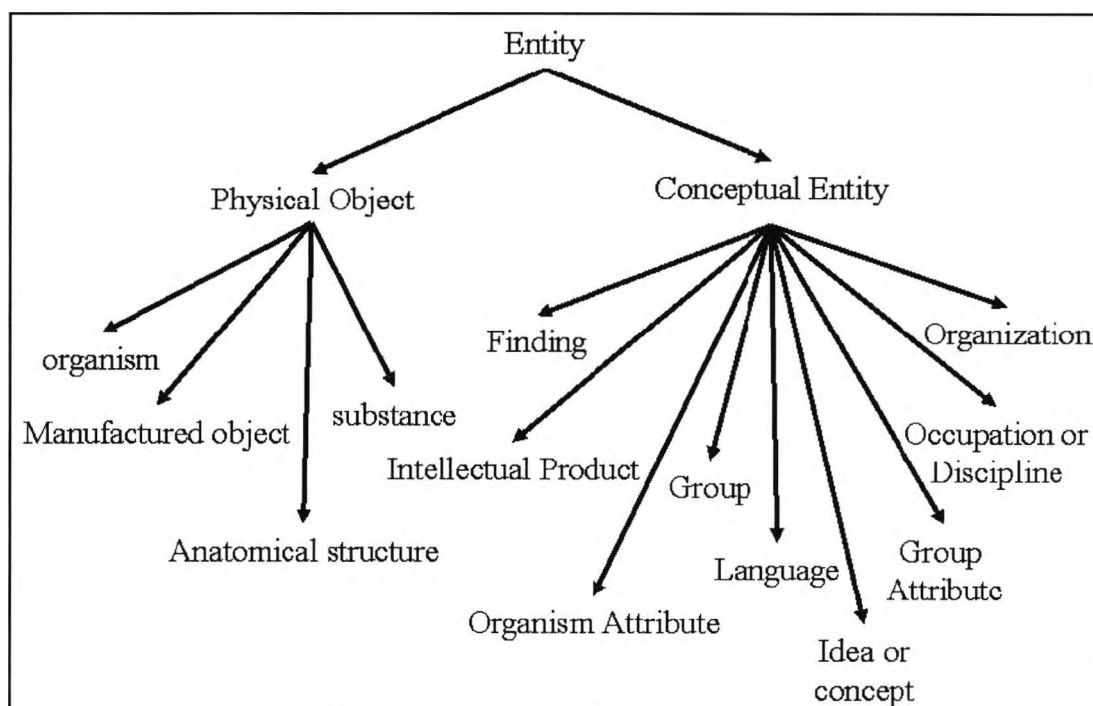 Entity
Physical Object
Conceptual Entity
organism
Finding
Organization
Manufactured object
substance
Intellectual Product
Group
Occupation or
Discipline
Anatomical structure
Organism Attribute
Language
Group
Attribute
Idea or
concept